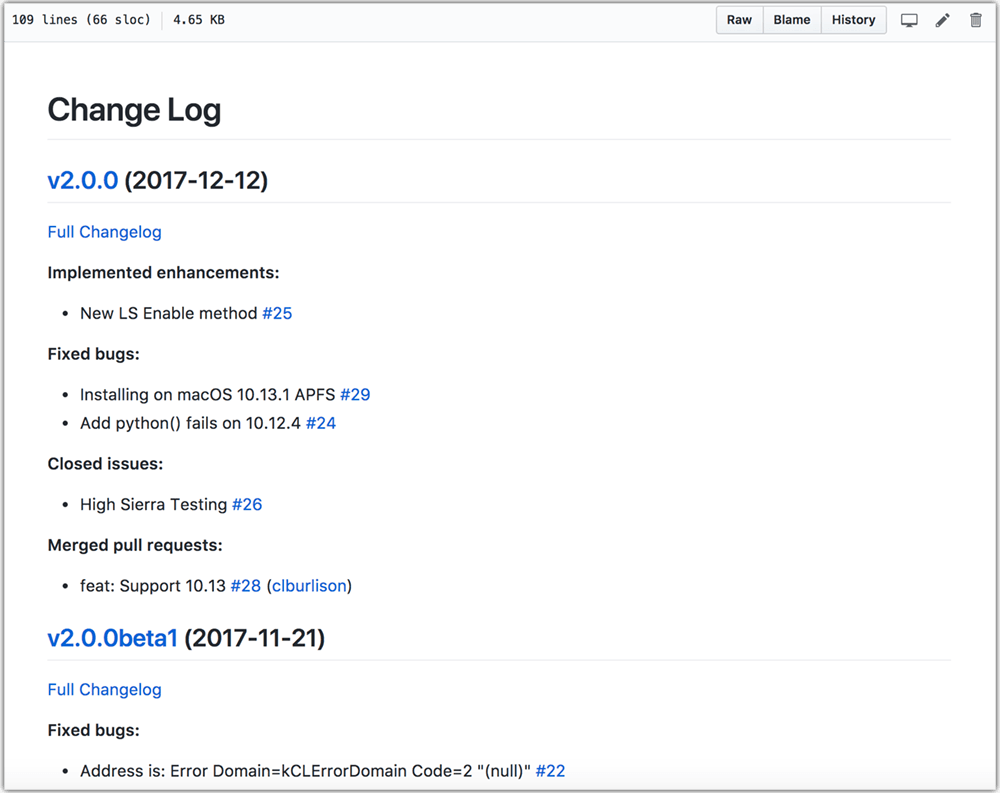 109 lines (66 sloc) 4.65 KB Raw Blame History
Change Log
v2.0.0 (2017-12-12)
Full Changelog
Implemented enhancements:
• New LS Enable method #25
Fixed bugs:
• Installing on macOS 10.13.1 APFS #29
• Add python() fails on 10.12.4 #24
Closed issues:
• High Sierra Testing #26
Merged pull requests:
• feat: Support 10.13 #28 (clburlison)
v2.0.0beta1 (2017-11-21)
Full Changelog
Fixed bugs:
• Address is: Error Domain=kCLErrorDomain Code=2 "(null)" #22